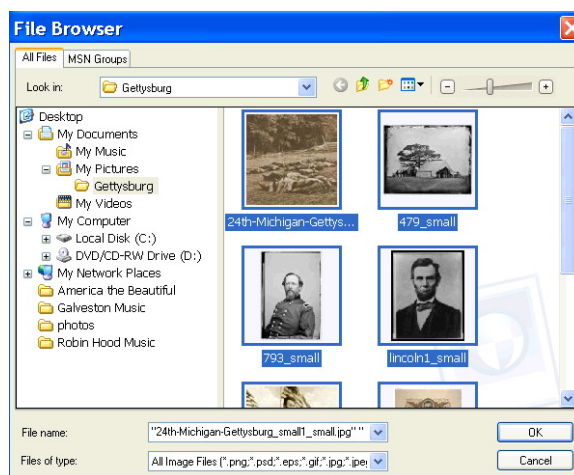 File Browser
All Files MSN Groups
Look in: Gettysburg
Desktop
My Documents
My Music
My Pictures
Gettysburg
My Videos
My Computer
Local Disk (C:)
DVD/CD-RW Drive (D:)
My Network Places
America the Beautiful
Galveston Music
photos
Robin Hood Music
24th-Michigan-Gettys... 479_small
793_small lincoln1_small
File name: "24th-Michigan-Gettysburg_small1_small.jpg" "
OK
Files of type: All Image Files (*.png;*.psd;*.eps;*.gif;*.jpg;*.jpe
Cancel